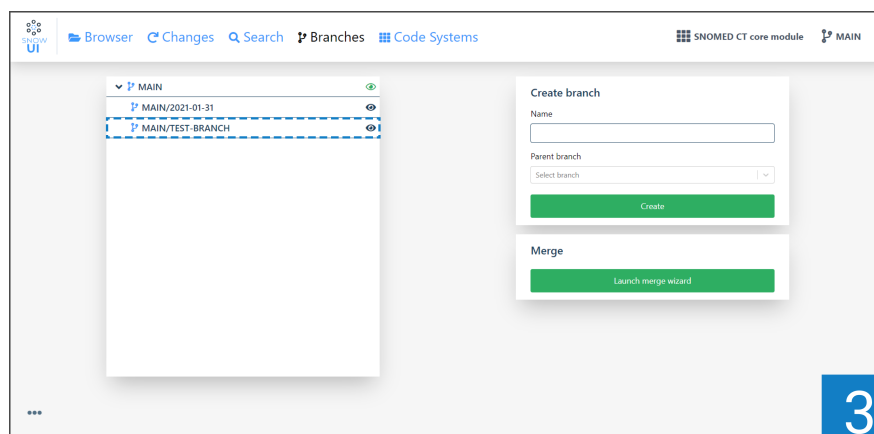 SNOW
UI
Browser Changes Search Branches Code Systems
SNOMED CT core module MAIN
MAIN
MAIN/2021-01-31
MAIN/TEST-BRANCH
Create branch
Name
Parent branch
Select branch
Create
Merge
Launch merge wizard
3